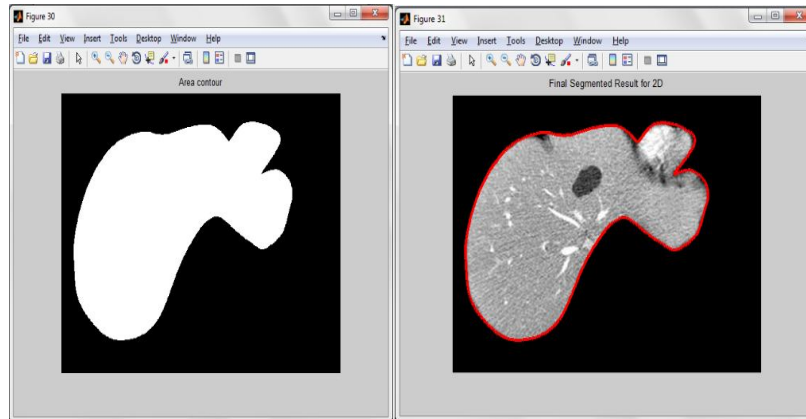 Figure 30
File Edit View Insert Tools Desktop Window Help
Area contour
Figure 31
File Edit View Insert Tools Desktop Window Help
Final Segmented Result for 2D